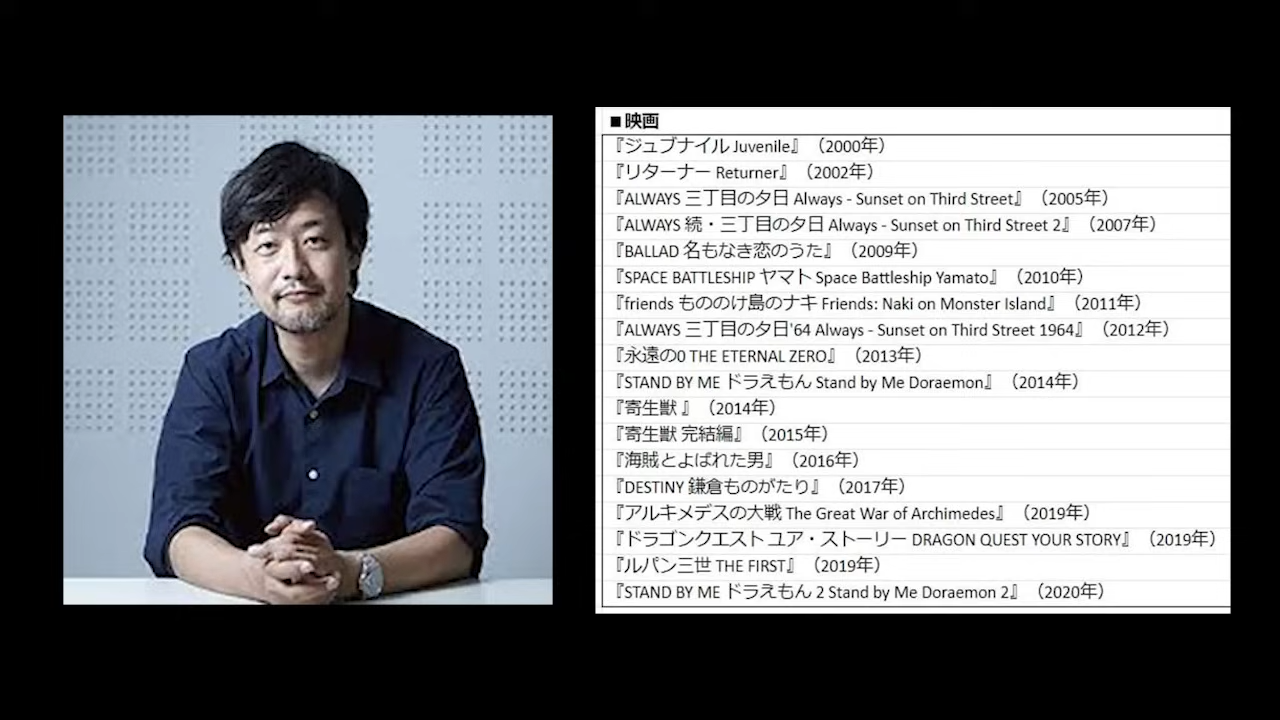 ■映画
『ジュブナイル Juvenile』（2000年）
『リターナー Returner』（2002年）
『ALWAYS 三丁目の夕日 Always - Sunset on Third Street』（2005年）
『ALWAYS 続・三丁目の夕日 Always - Sunset on Third Street 2』（2007年）
『BALLAD 名もなき恋のうた』（2009年）
『SPACE BATTLESHIP ヤマト Space Battleship Yamato』（2010年）
『friends もののけ島のナキ Friends: Naki on Monster Island』（2011年）
『ALWAYS 三丁目の夕日'64 Always - Sunset on Third Street 1964』（2012年）
『永遠の0 THE ETERNAL ZERO』（2013年）
『STAND BY ME ドラえもん Stand by Me Doraemon』（2014年）
『寄生獣 』（2014年）
『寄生獣 完結編』（2015年）
『海賊とよばれた男』（2016年）
『DESTINY 鎌倉ものがたり』（2017年）
『アルキメデスの大戦 The Great War of Archimedes』（2019年）
『ドラゴンクエスト ユア・ストーリー DRAGON QUEST YOUR STORY』（2019年）
『ルパン三世 THE FIRST』（2019年）
『STAND BY ME ドラえもん 2 Stand by Me Doraemon 2』（2020年）